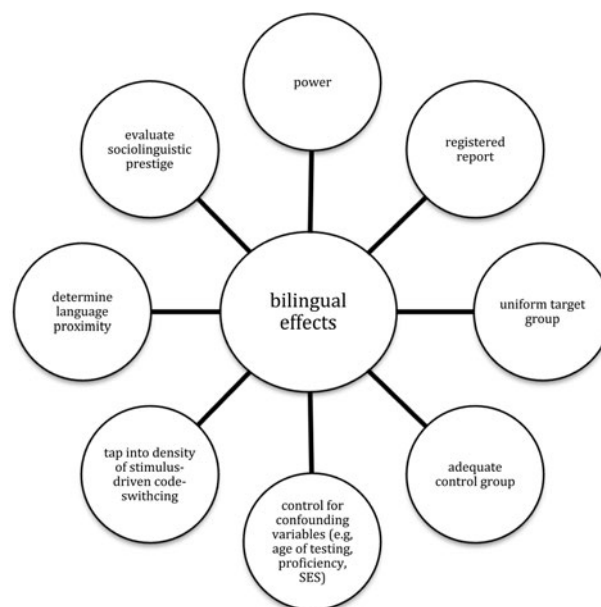 power
evaluate
sociolinguistic
prestige
registered
report
determine
language
proximity
bilingual
effects
uniform target
group
tap into density
of stimulus-
driven code-
swithcing
adequate
control group
control for
confounding
variables (e.g,
age of testing,
proficiency,
SES)